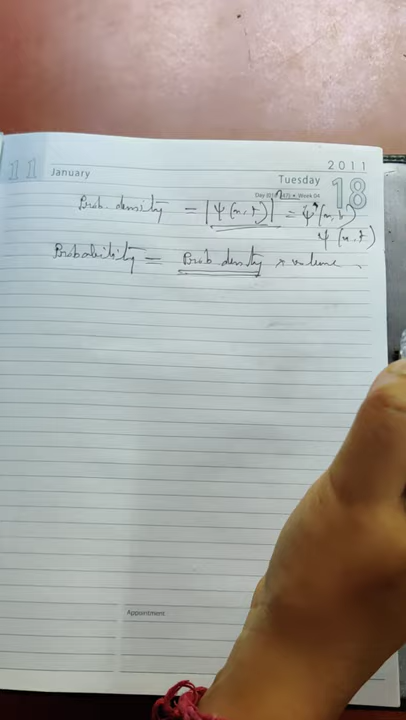 11 January 2011
Tuesday
18
Prob. density = |ψ(x,t)|² = ψ*(x,t)
ψ(x,t)
Probability = Prob density x volume.
Appointment